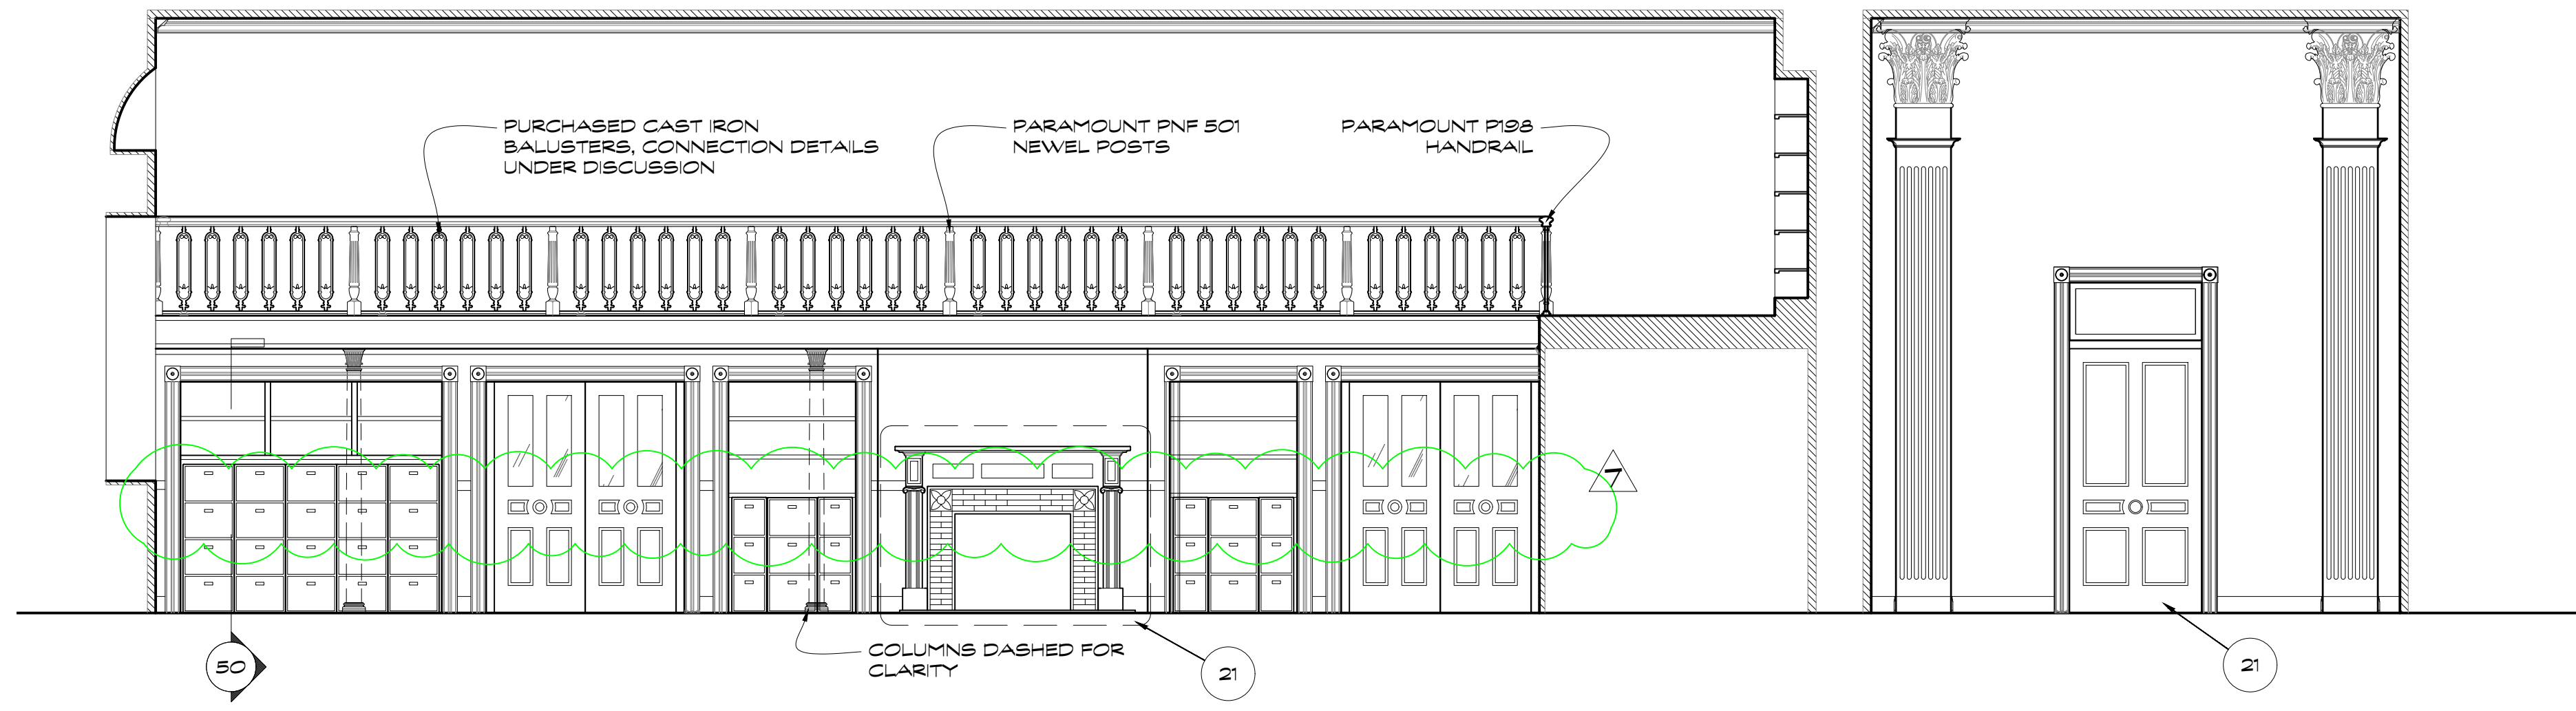 PURCHASED CAST IRON
BALUSTERS, CONNECTION DETAILS
UNDER DISCUSSION
PARAMOUNT PNF 501
NEWEL POSTS
PARAMOUNT P198
HANDRAIL
7
50
COLUMNS DASHED FOR
CLARITY
21
21